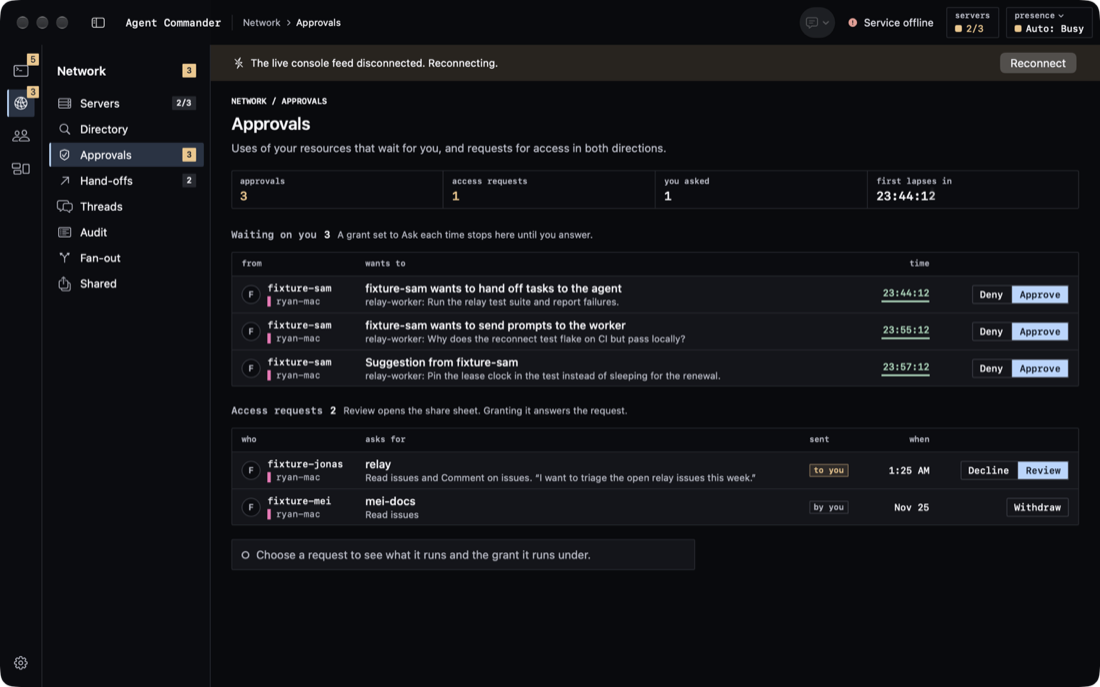 Agent Commander
Network › Approvals
Service offline
servers
2/3
presence
Auto: Busy
5
3
Network 3
Servers 2/3
Directory
Approvals 3
Hand-offs 2
Threads
Audit
Fan-out
Shared
The live console feed disconnected. Reconnecting.
Reconnect
NETWORK / APPROVALS
Approvals
Uses of your resources that wait for you, and requests for access in both directions.
approvals
3
access requests
1
you asked
1
first lapses in
23:44:12
Waiting on you 3 A grant set to Ask each time stops here until you answer.
from wants to time
F
fixture-sam
ryan-mac
fixture-sam wants to hand off tasks to the agent
relay-worker: Run the relay test suite and report failures.
23:44:12
Deny Approve
F
fixture-sam
ryan-mac
fixture-sam wants to send prompts to the worker
relay-worker: Why does the reconnect test flake on CI but pass locally?
23:55:12
Deny Approve
F
fixture-sam
ryan-mac
Suggestion from fixture-sam
relay-worker: Pin the lease clock in the test instead of sleeping for the renewal.
23:57:12
Deny Approve
Access requests 2 Review opens the share sheet. Granting it answers the request.
who asks for sent when
F
fixture-jonas
ryan-mac
relay
Read issues and Comment on issues. “I want to triage the open relay issues this week.”
to you
1:25 AM
Decline Review
F
fixture-mei
ryan-mac
mei-docs
Read issues
by you
Nov 25
Withdraw
Choose a request to see what it runs and the grant it runs under.